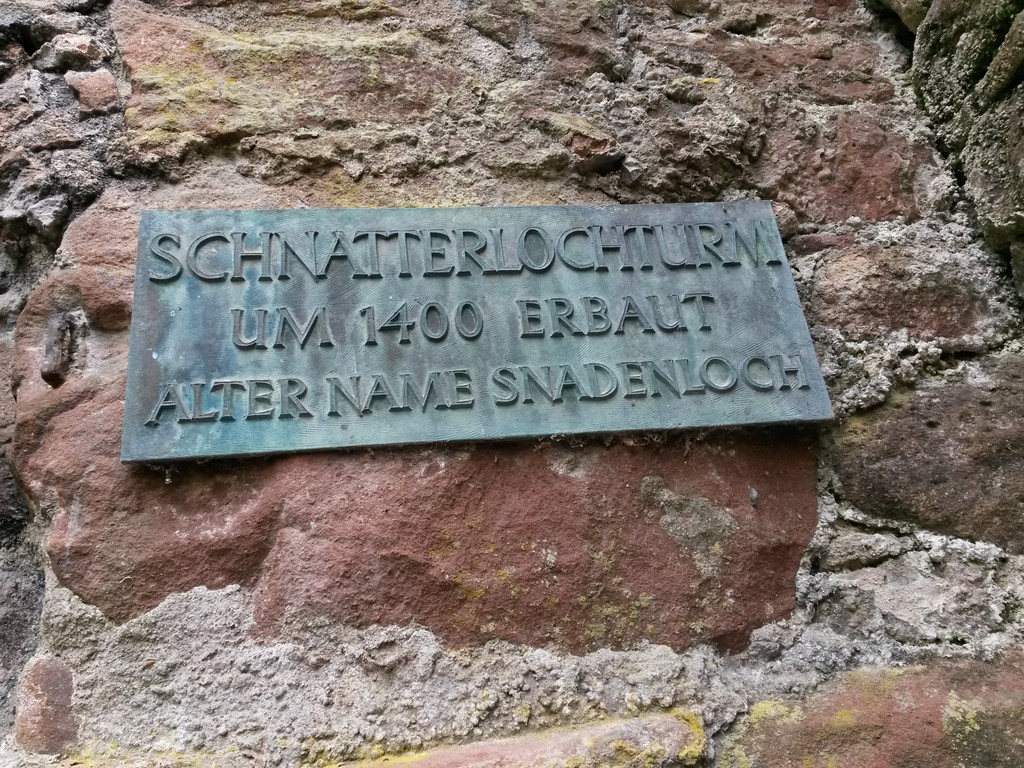 SCHNATTERLOCHTURM
UM 1400 ERBAUT
ALTER NAME SNADENLOCH